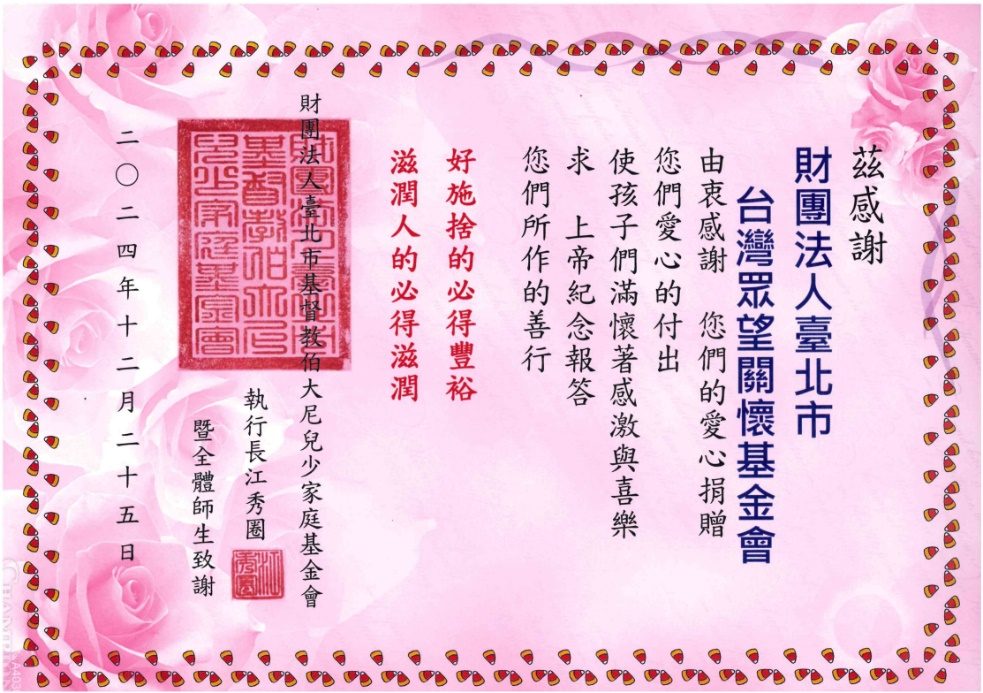 茲感謝
財團法人臺北市
台灣眾望關懷基金會
由衷感謝 您們的愛心捐贈
您們愛心的付出
使孩子們滿懷著感激與喜樂
求 上帝紀念報答
您們所作的善行
好施捨的必得豐裕
滋潤人的必得滋潤
財團法人臺北市基督教伯大尼兒少家庭基金會
執行長江秀圈
暨全體師生致謝
二〇二四年十二月二十五日